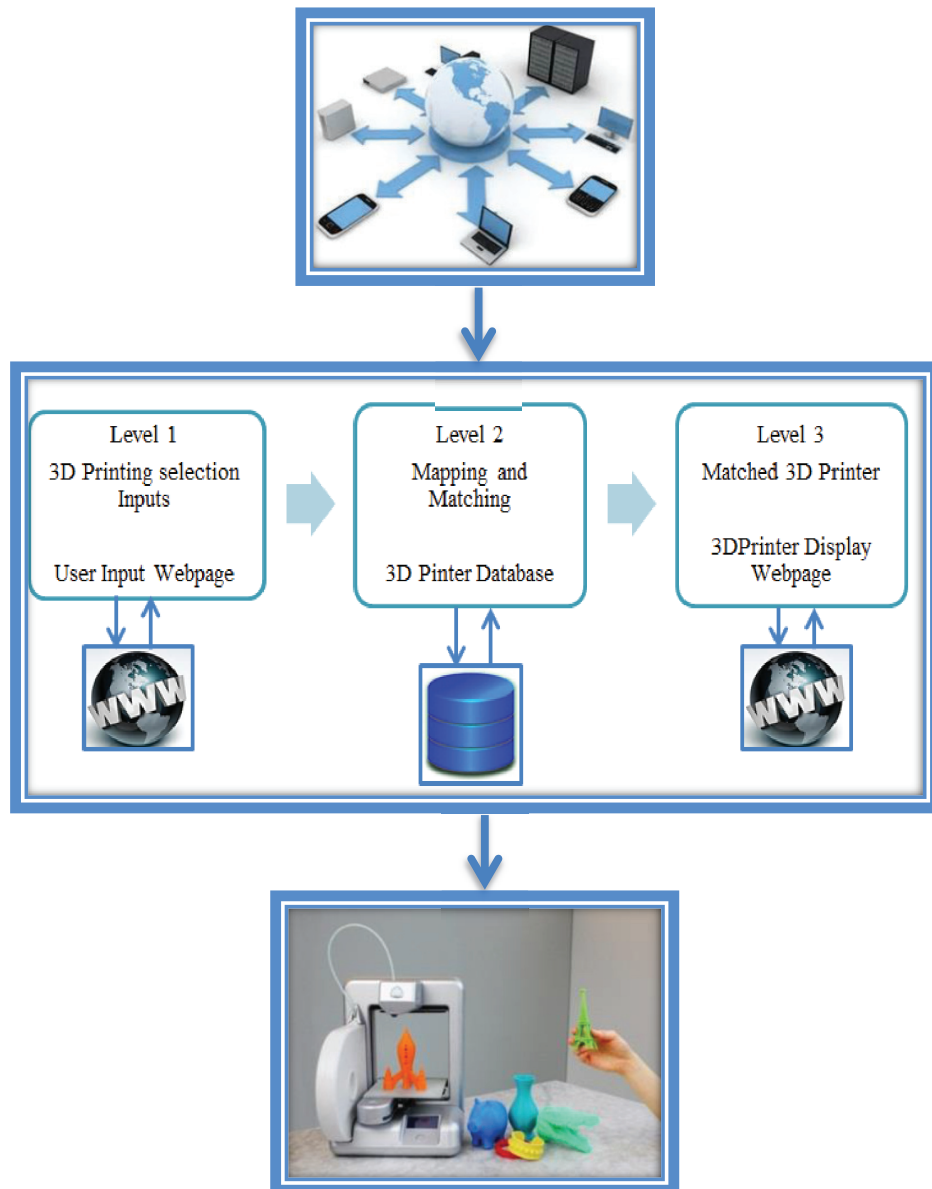 Level 1
3D Printing selection
Inputs
User Input Webpage
Level 2
Mapping and
Matching
3D Pinter Database
Level 3
Matched 3D Printer
3DPrinter Display
Webpage
WWW
WWW